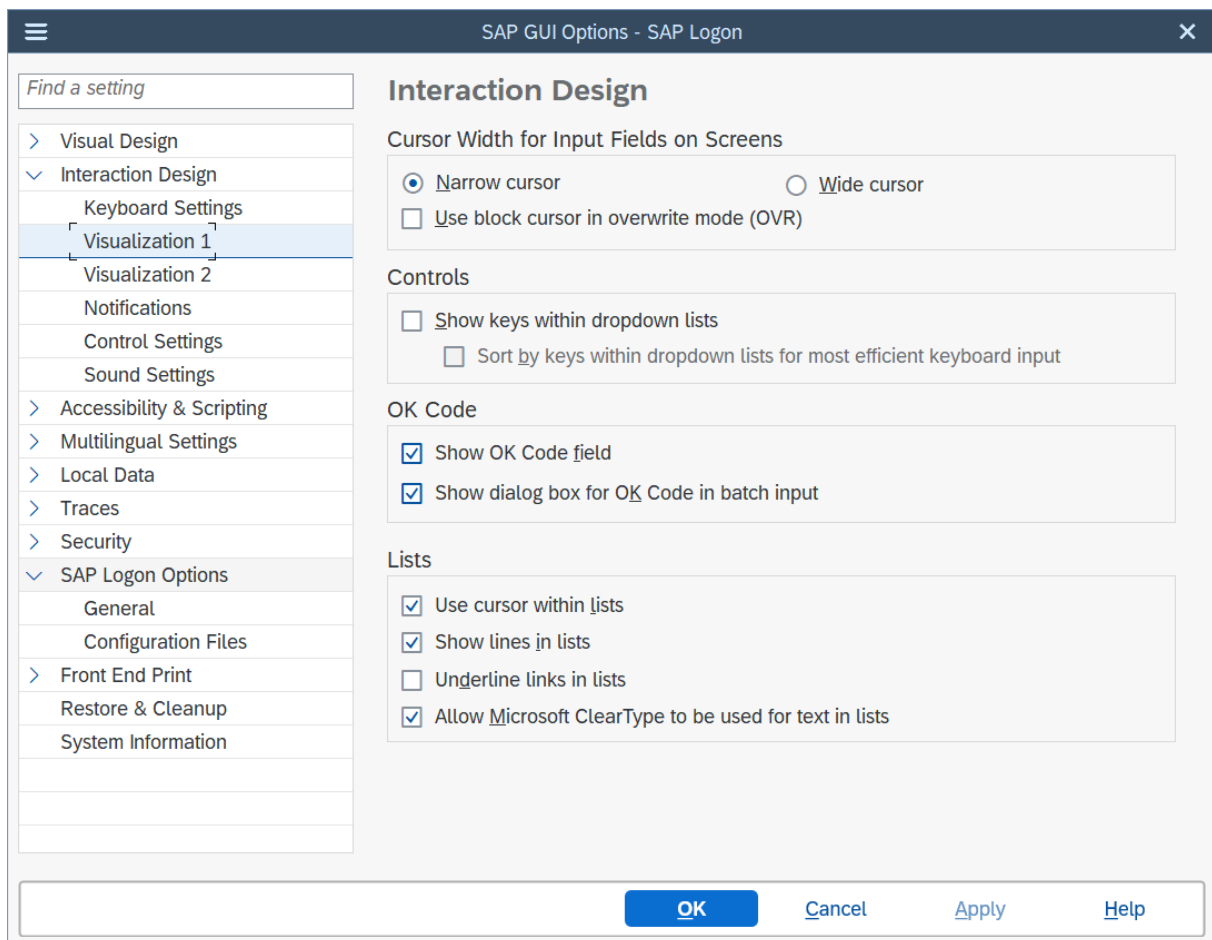 SAP GUI Options - SAP Logon
Find a setting
Visual Design
Interaction Design
Keyboard Settings
Visualization 1
Visualization 2
Notifications
Control Settings
Sound Settings
Accessibility & Scripting
Multilingual Settings
Local Data
Traces
Security
SAP Logon Options
General
Configuration Files
Front End Print
Restore & Cleanup
System Information
Interaction Design
Cursor Width for Input Fields on Screens
Narrow cursor Wide cursor
Use block cursor in overwrite mode (OVR)
Controls
Show keys within dropdown lists
Sort by keys within dropdown lists for most efficient keyboard input
OK Code
Show OK Code field
Show dialog box for OK Code in batch input
Lists
Use cursor within lists
Show lines in lists
Underline links in lists
Allow Microsoft ClearType to be used for text in lists
OK Cancel Apply Help